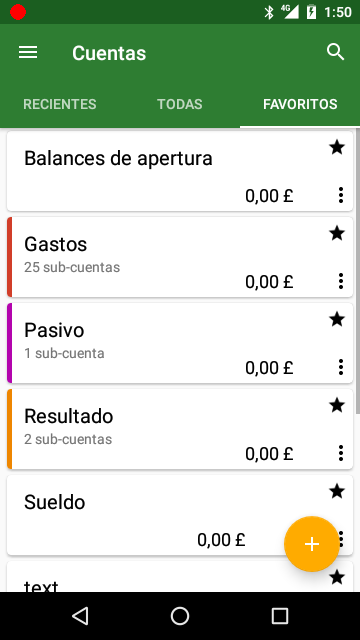 4G 1:50
Cuentas
RECIENTES TODAS FAVORITOS
Balances de apertura
0,00 £
Gastos
25 sub-cuentas
0,00 £
Pasivo
1 sub-cuenta
0,00 £
Resultado
2 sub-cuentas
0,00 £
Sueldo
0,00 £
text